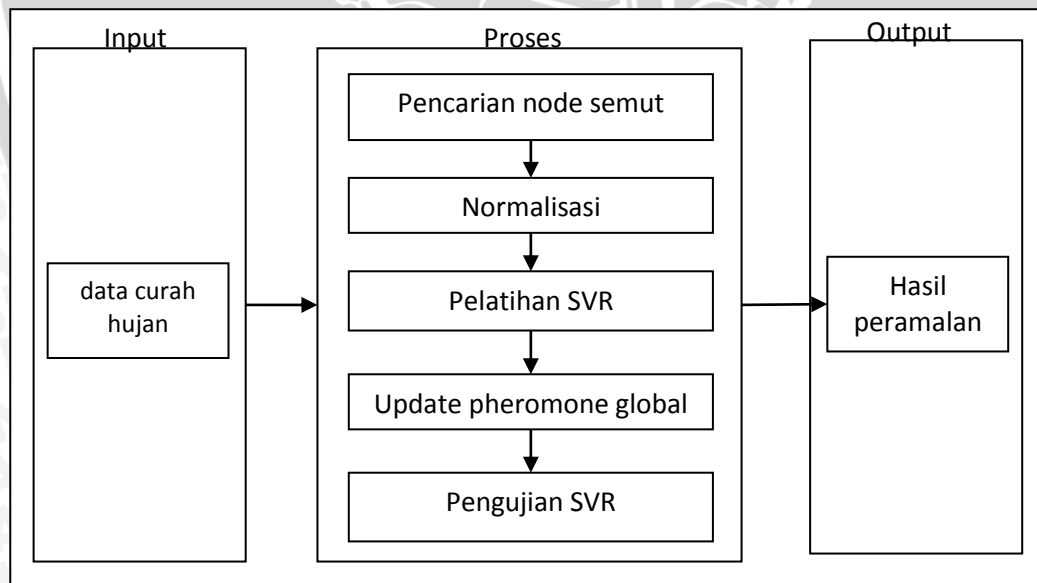 Input
data curah
hujan
Proses
Pencarian node semut
Normalisasi
Pelatihan SVR
Update pheromone global
Pengujian SVR
Output
Hasil
peramalan